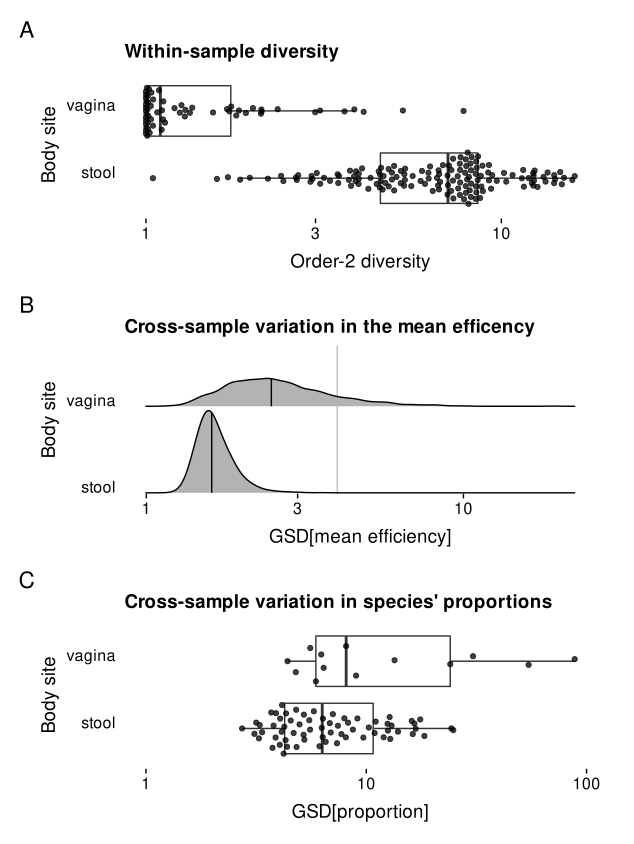 A
Within-sample diversity
Body site
vagina
stool
1 3 10
Order-2 diversity
B
Cross-sample variation in the mean efficency
Body site
vagina
stool
1 3 10
GSD[mean efficiency]
C
Cross-sample variation in species' proportions
Body site
vagina
stool
1 10 100
GSD[proportion]